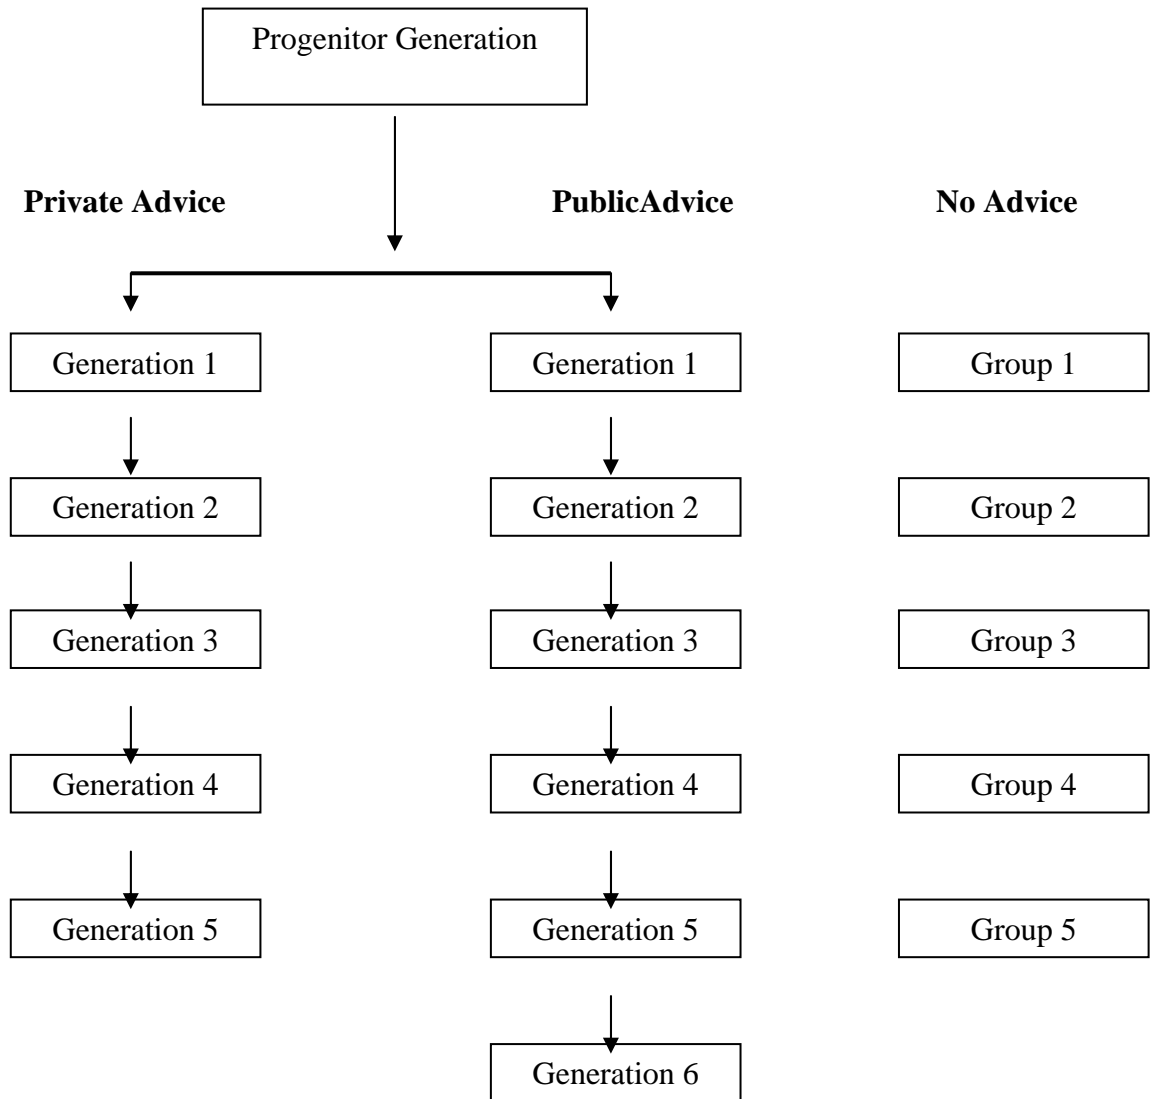 Progenitor Generation
Private Advice
PublicAdvice
No Advice
Generation 1
Generation 1
Group 1
Generation 2
Generation 2
Group 2
Generation 3
Generation 3
Group 3
Generation 4
Generation 4
Group 4
Generation 5
Generation 5
Group 5
Generation 6